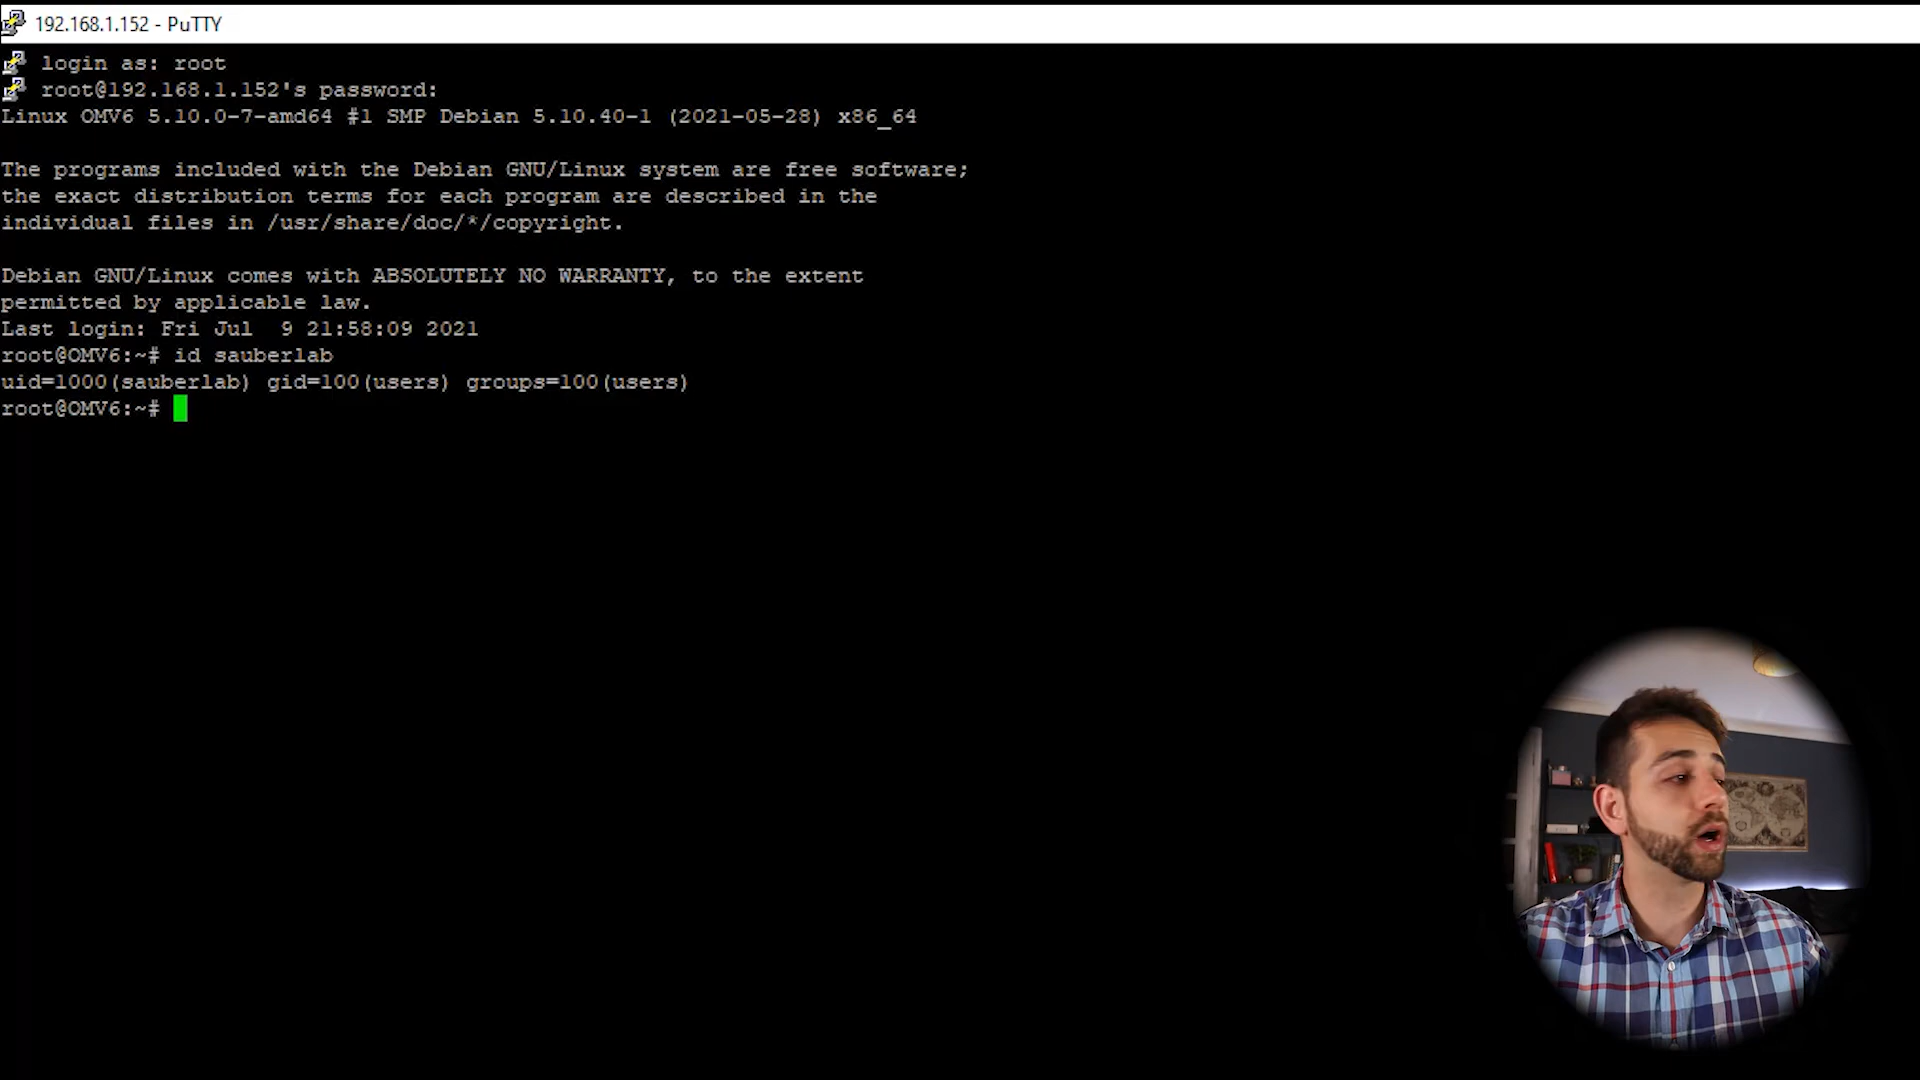 192.168.1.152 - PuTTY
login as: root
root@192.168.1.152's password:
Linux OMV6 5.10.0-7-amd64 #1 SMP Debian 5.10.40-1 (2021-05-28) x86_64
The programs included with the Debian GNU/Linux system are free software;
the exact distribution terms for each program are described in the
individual files in /usr/share/doc/*/copyright.
Debian GNU/Linux comes with ABSOLUTELY NO WARRANTY, to the extent
permitted by applicable law.
Last login: Fri Jul  9 21:58:09 2021
root@OMV6:~# id sauberlab
uid=1000(sauberlab) gid=100(users) groups=100(users)
root@OMV6:~#